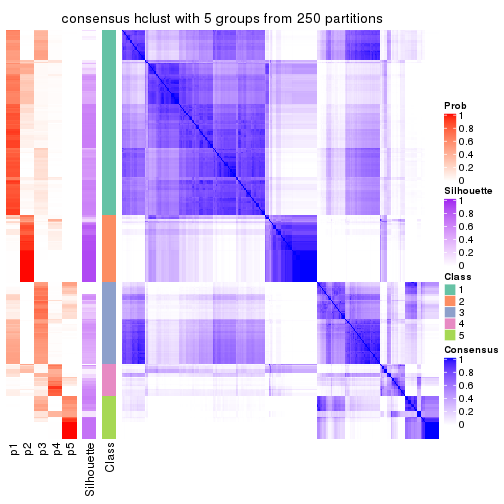 consensus hclust with 5 groups from 250 partitions
Prob
1
0.8
0.6
0.4
0.2
0
Silhouette
1
0.8
0.6
0.4
0.2
0
Class
1
2
3
4
5
Consensus
1
0.8
0.6
0.4
0.2
0
p1
p2
p3
p4
p5
Silhouette
Class